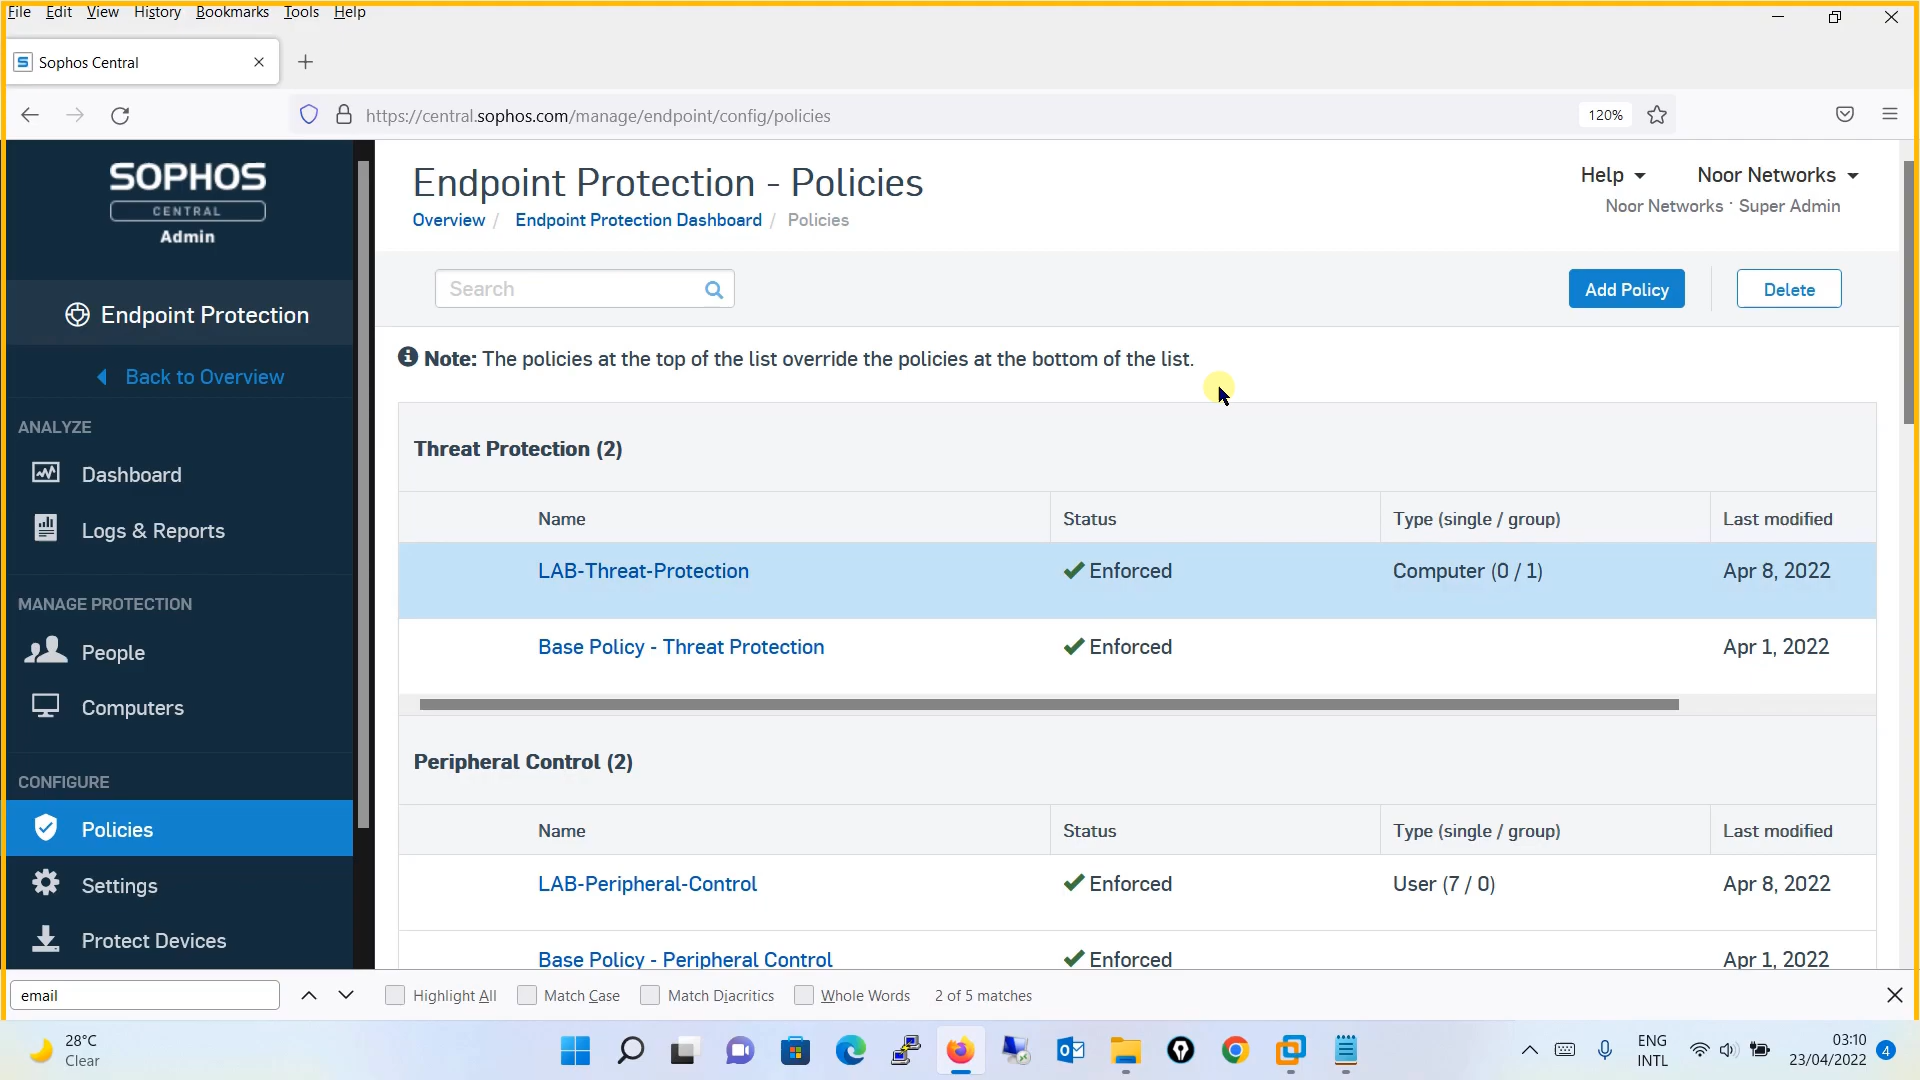 File Edit View History Bookmarks Tools Help
Sophos Central
https://central.sophos.com/manage/endpoint/config/policies
120%
SOPHOS
CENTRAL
Admin
Endpoint Protection
Back to Overview
ANALYZE
Dashboard
Logs & Reports
MANAGE PROTECTION
People
Computers
CONFIGURE
Policies
Settings
Protect Devices
Endpoint Protection - Policies
Overview / Endpoint Protection Dashboard / Policies
Help
Noor Networks
Noor Networks · Super Admin
Search
Add Policy
Delete
Note: The policies at the top of the list override the policies at the bottom of the list.
Threat Protection (2)
Name Status Type (single / group) Last modified
LAB-Threat-Protection Enforced Computer (0 / 1) Apr 8, 2022
Base Policy - Threat Protection Enforced Apr 1, 2022
Peripheral Control (2)
Name Status Type (single / group) Last modified
LAB-Peripheral-Control Enforced User (7 / 0) Apr 8, 2022
Base Policy - Peripheral Control Enforced Apr 1, 2022
email Highlight All Match Case Match Diacritics Whole Words 2 of 5 matches
28°C
Clear
ENG
INTL
03:10
23/04/2022
4